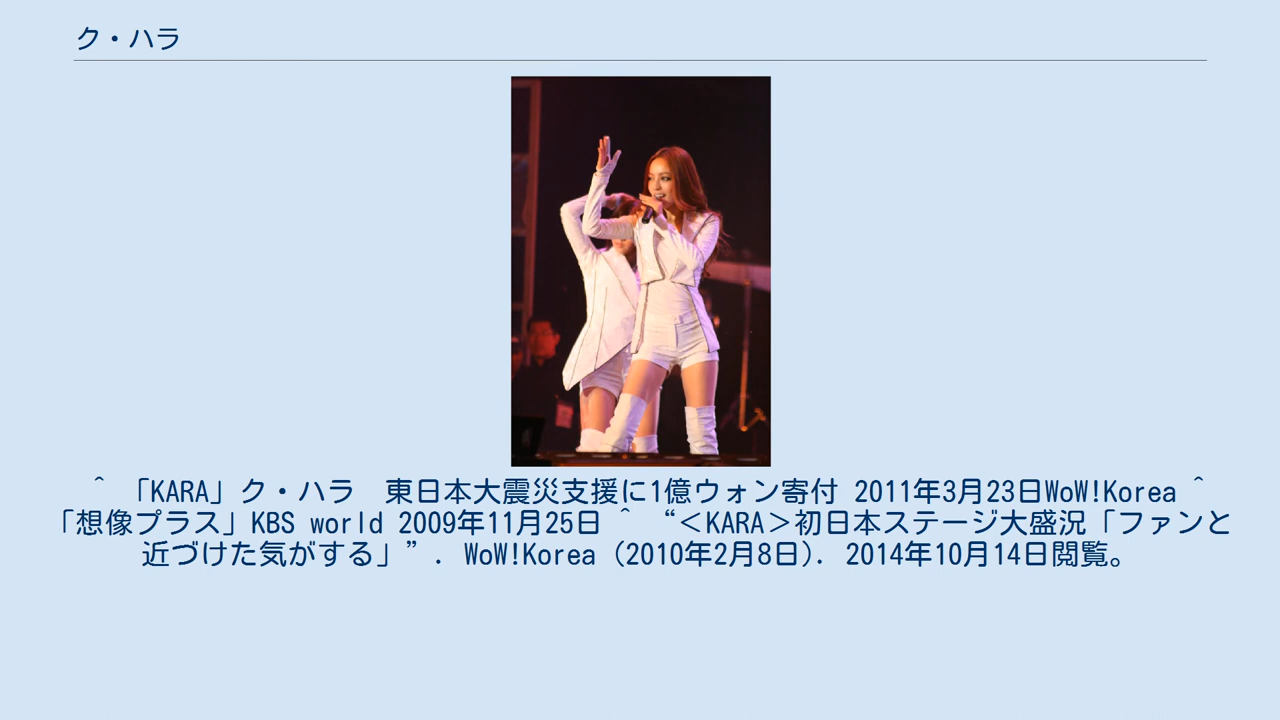 ク・ハラ
^ 「KARA」ク・ハラ　東日本大震災支援に1億ウォン寄付 2011年3月23日WoW!Korea ^
「想像プラス」KBS world 2009年11月25日 ^ “＜KARA＞初日本ステージ大盛況「ファンと
近づけた気がする」”. WoW!Korea (2010年2月8日). 2014年10月14日閲覧。